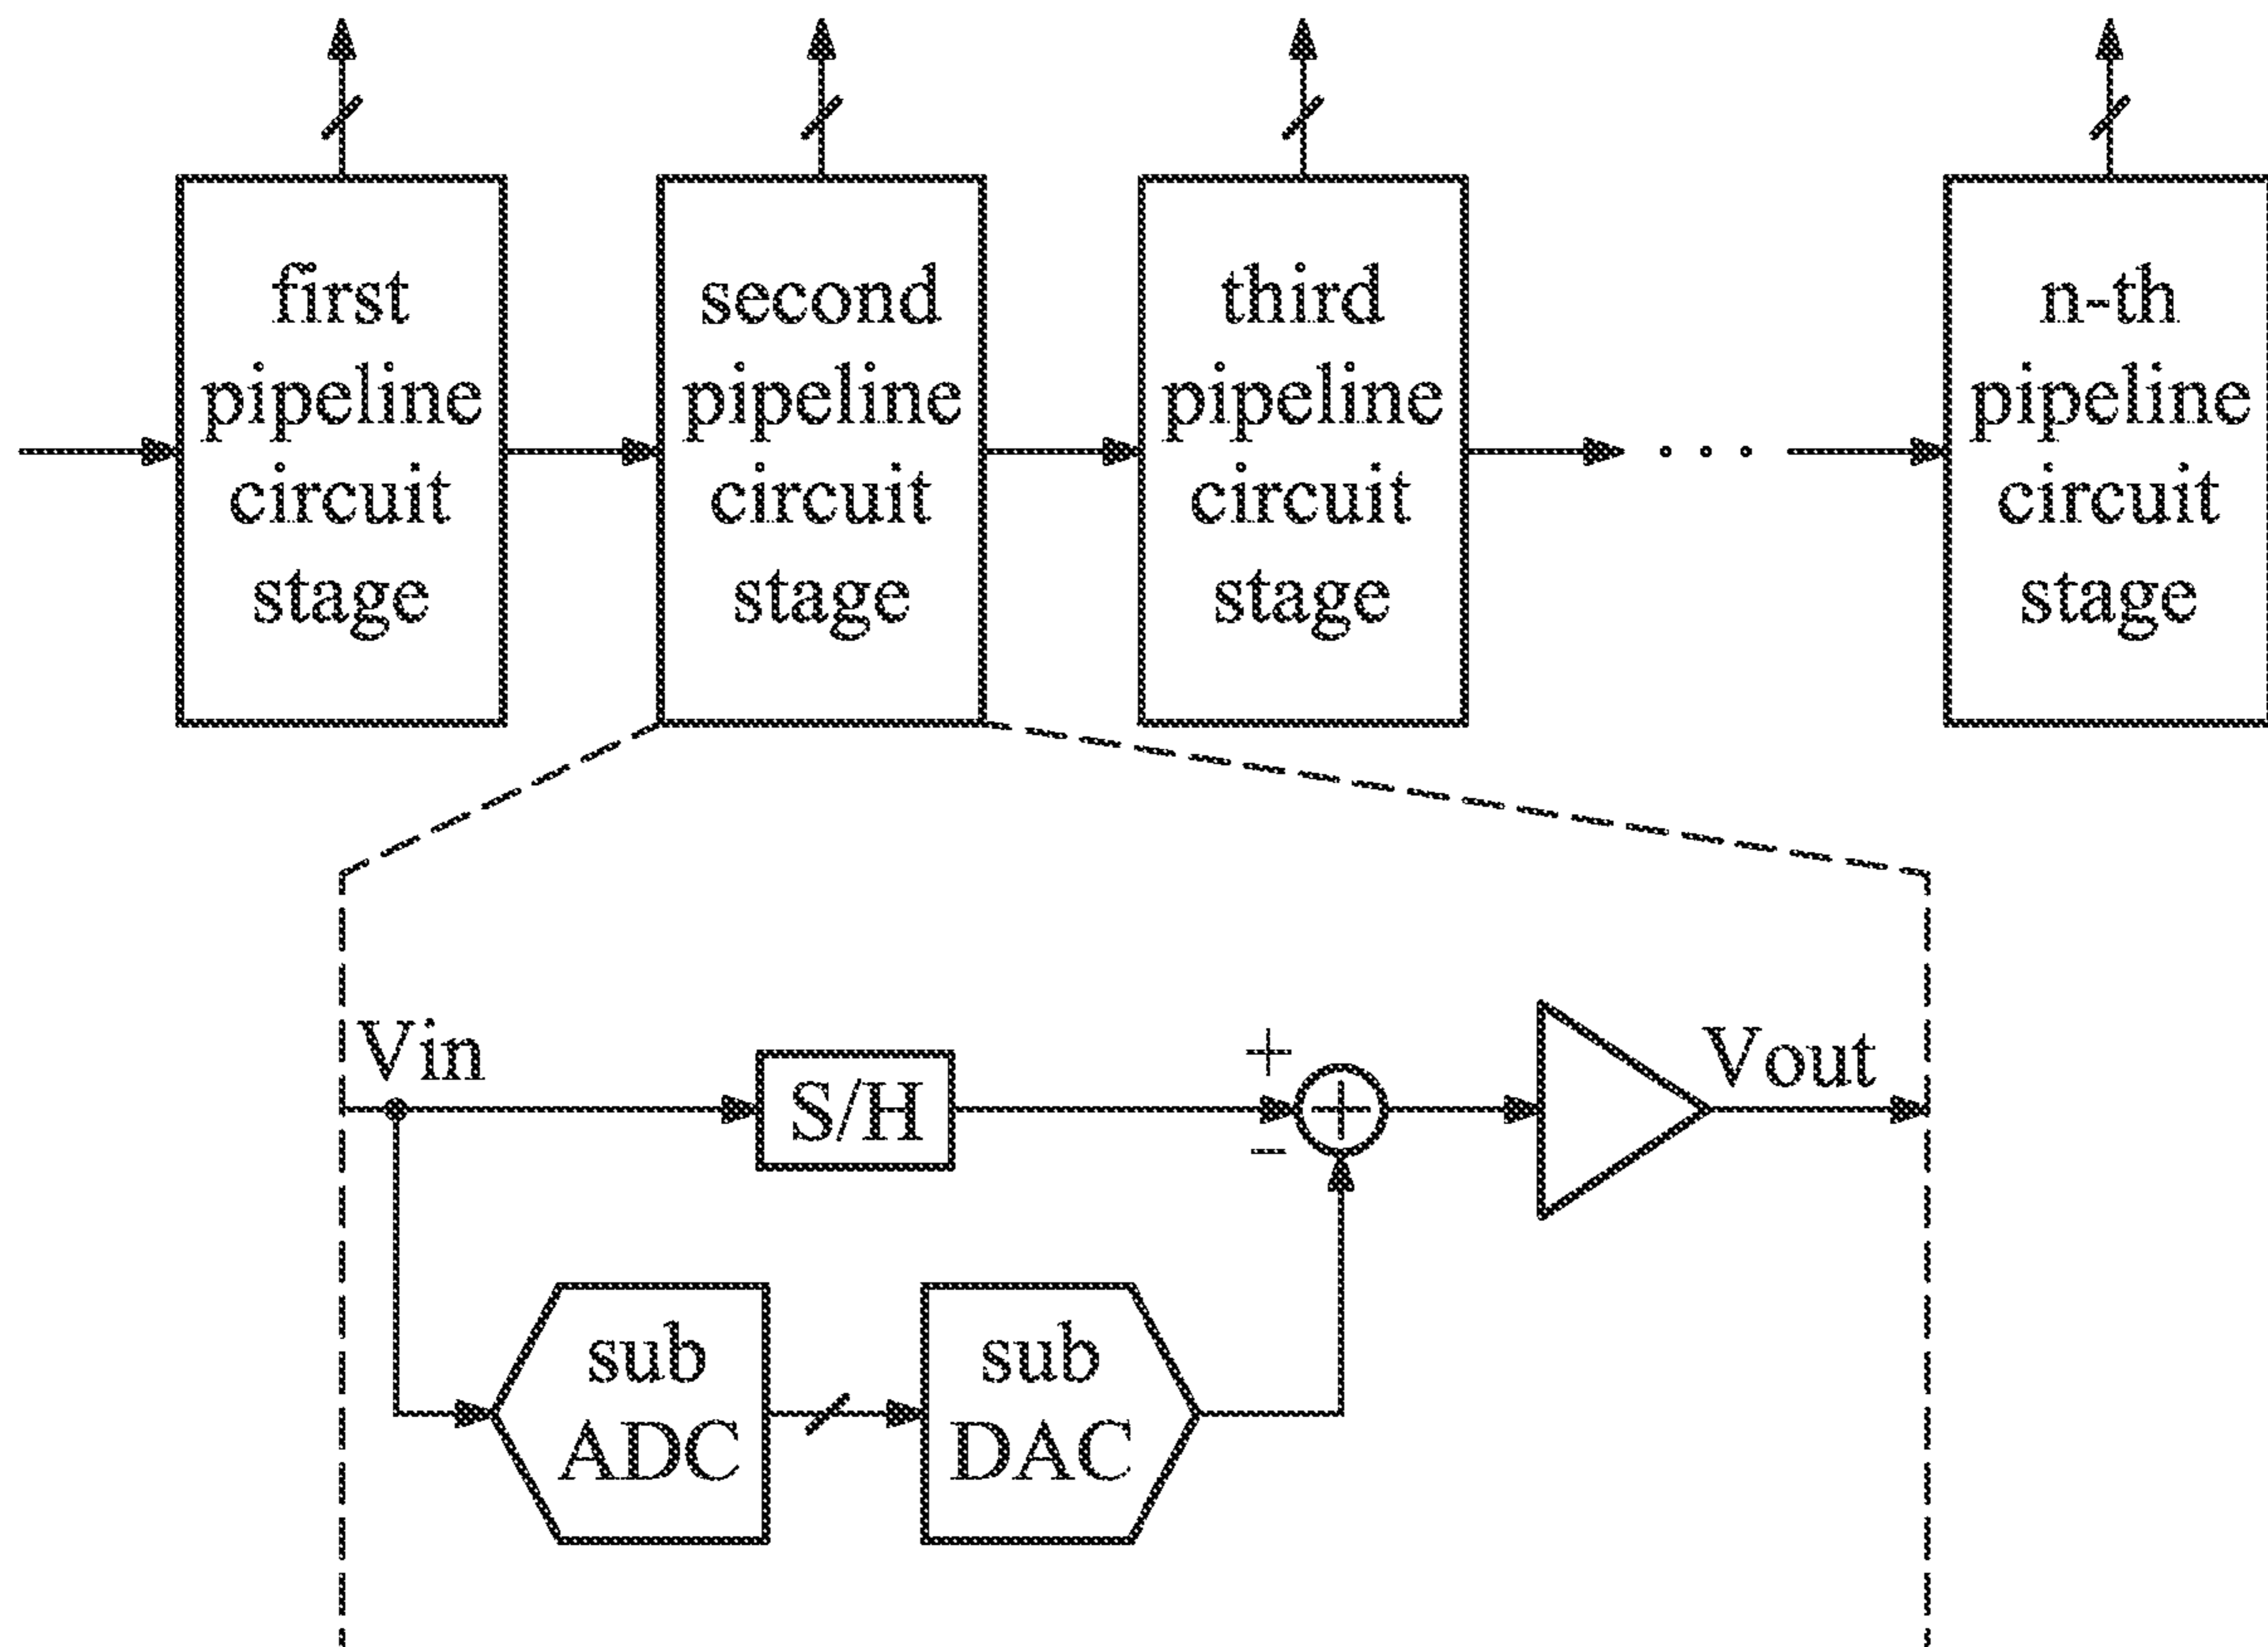 first
pipeline
circuit
stage
second
pipeline
circuit
stage
third
pipeline
circuit
stage
. . .
n-th
pipeline
circuit
stage
Vin
S/H
+
−
Vout
sub
ADC
sub
DAC